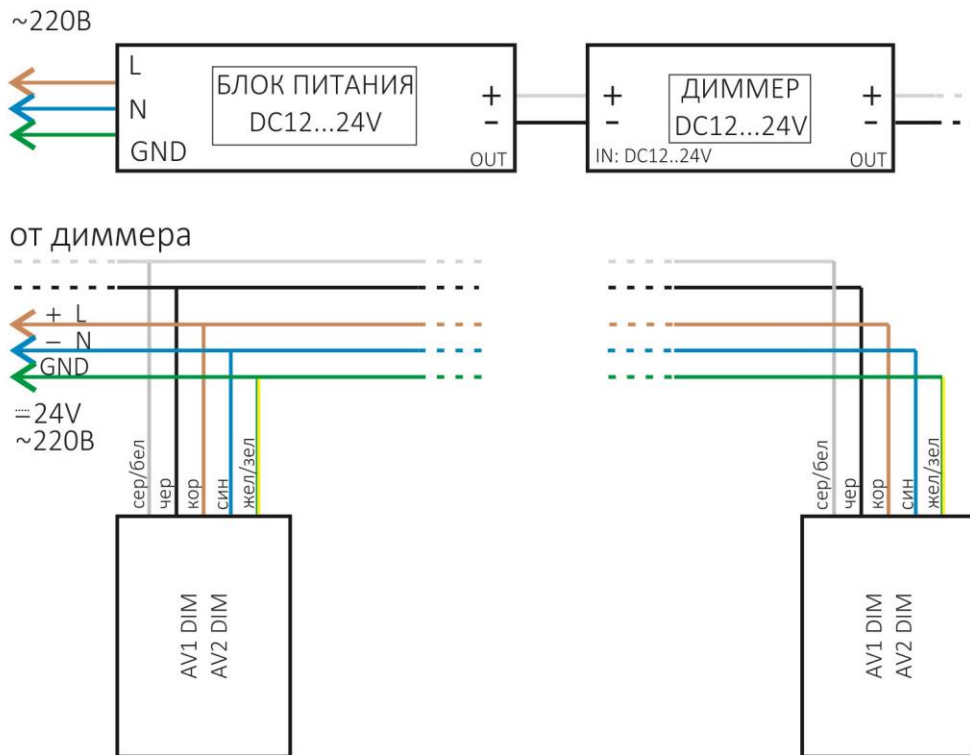 ~220В
L
N
GND
БЛОК ПИТАНИЯ
DC12...24V
+
-
OUT
+
-
IN: DC12..24V
ДИММЕР
DC12...24V
+
-
OUT
от диммера
+ L
- N
GND
=24V
~220В
сер/бел
чер
кор
син
жел/зел
AV1 DIM
AV2 DIM
сер/бел
чер
кор
син
жел/зел
AV1 DIM
AV2 DIM